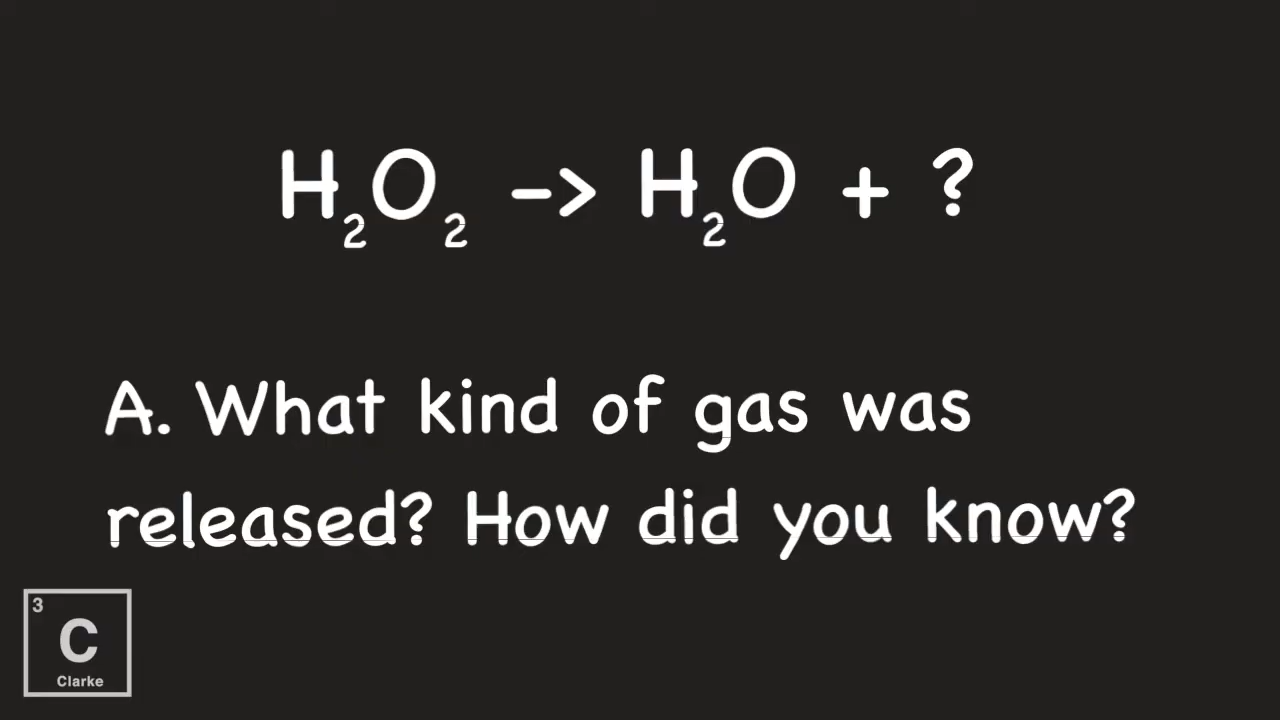 H₂O₂ -> H₂O + ?
A. What kind of gas was
released? How did you know?
3
C
Clarke